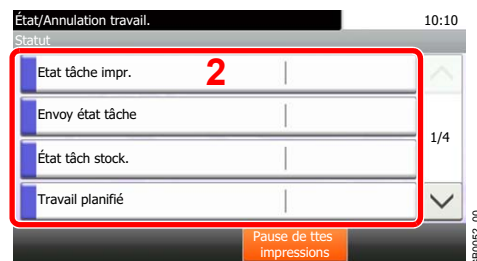 État/Annulation travail.
10:10
Statut
Etat tâche impr.
2
Envoy état tâche
1/4
État tâch stock.
Travail planifié
Pause de ttes
impressions